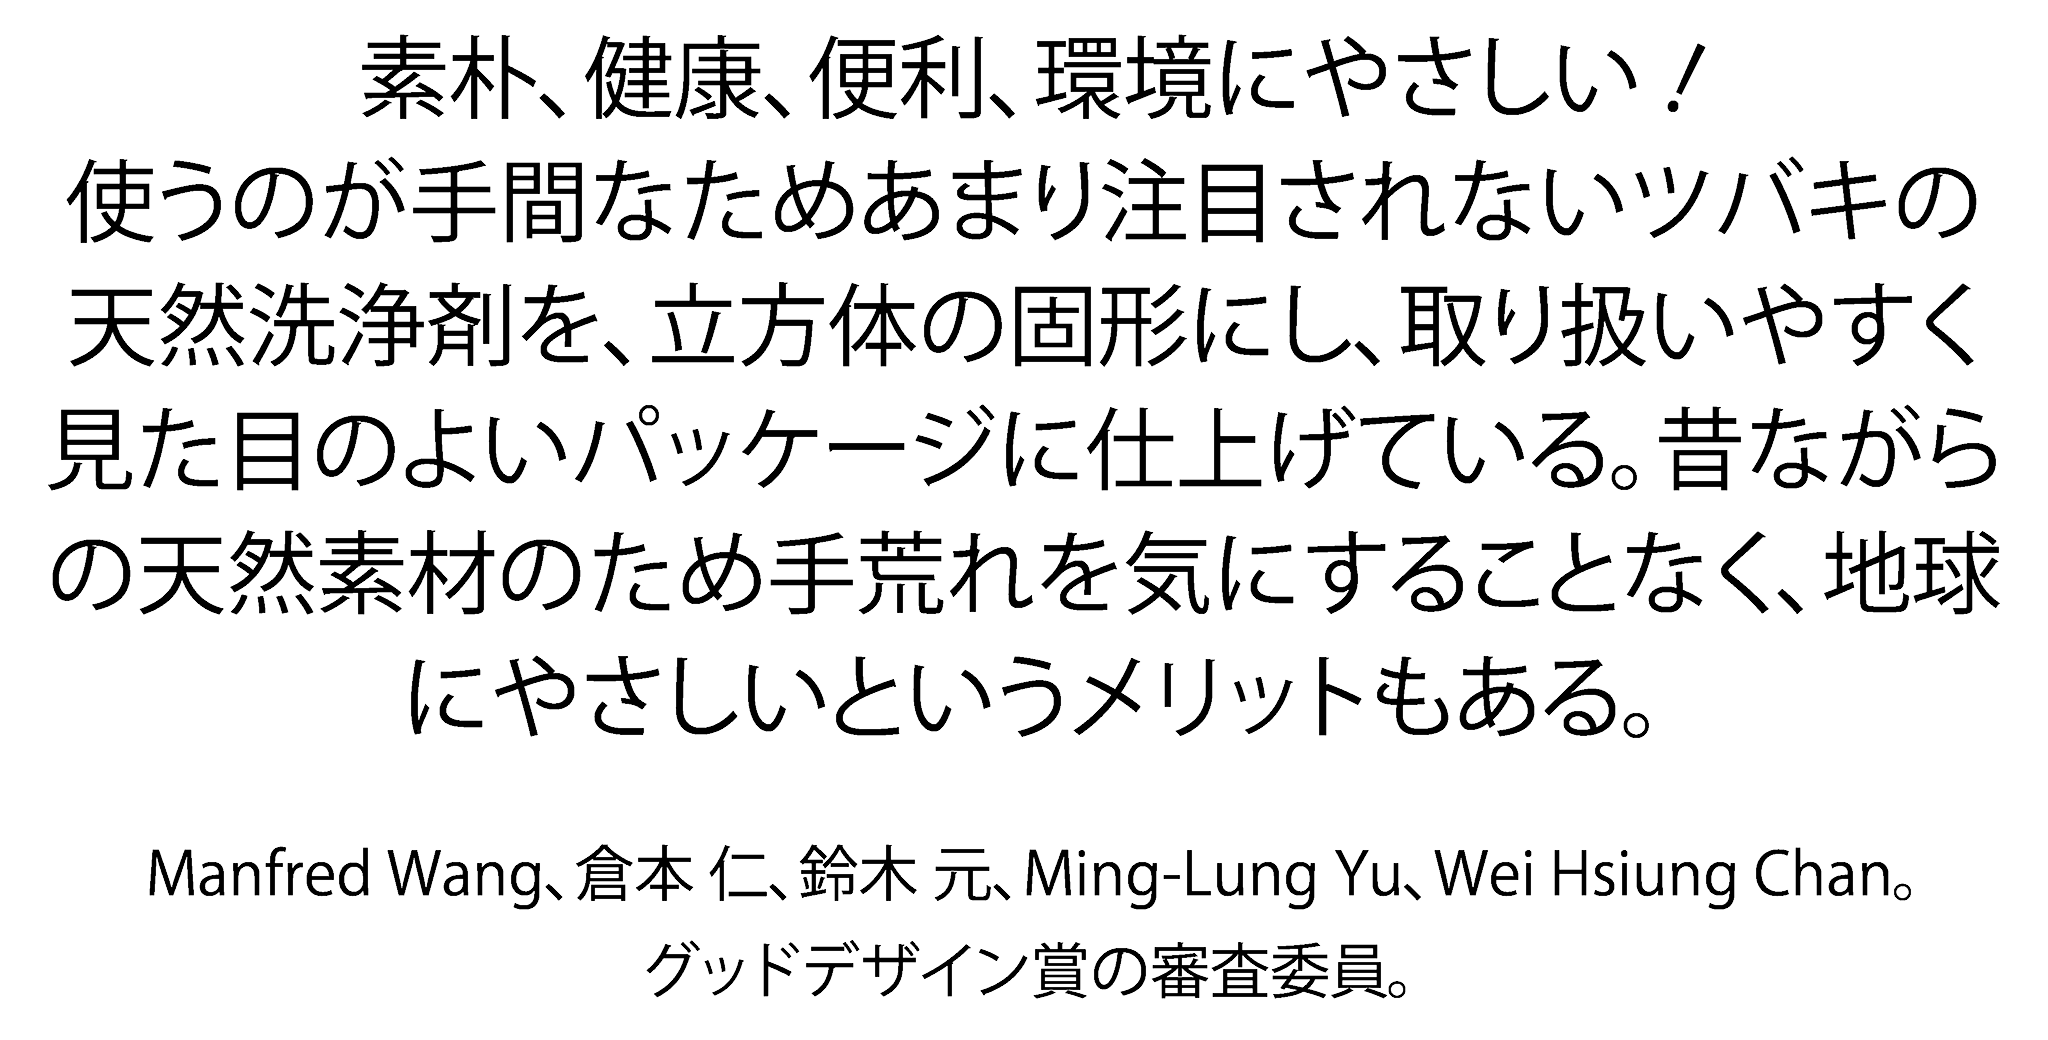 素朴、健康、便利、環境にやさしい！
使うのが手間なためあまり注目されないツバキの
天然洗浄剤を、立方体の固形にし、取り扱いやすく
見た目のよいパッケージに仕上げている。昔ながら
の天然素材のため手荒れを気にすることなく、地球
にやさしいというメリットもある。
Manfred Wang、倉本 仁、鈴木 元、Ming-Lung Yu、Wei Hsiung Chan。
グッドデザイン賞の審査委員。